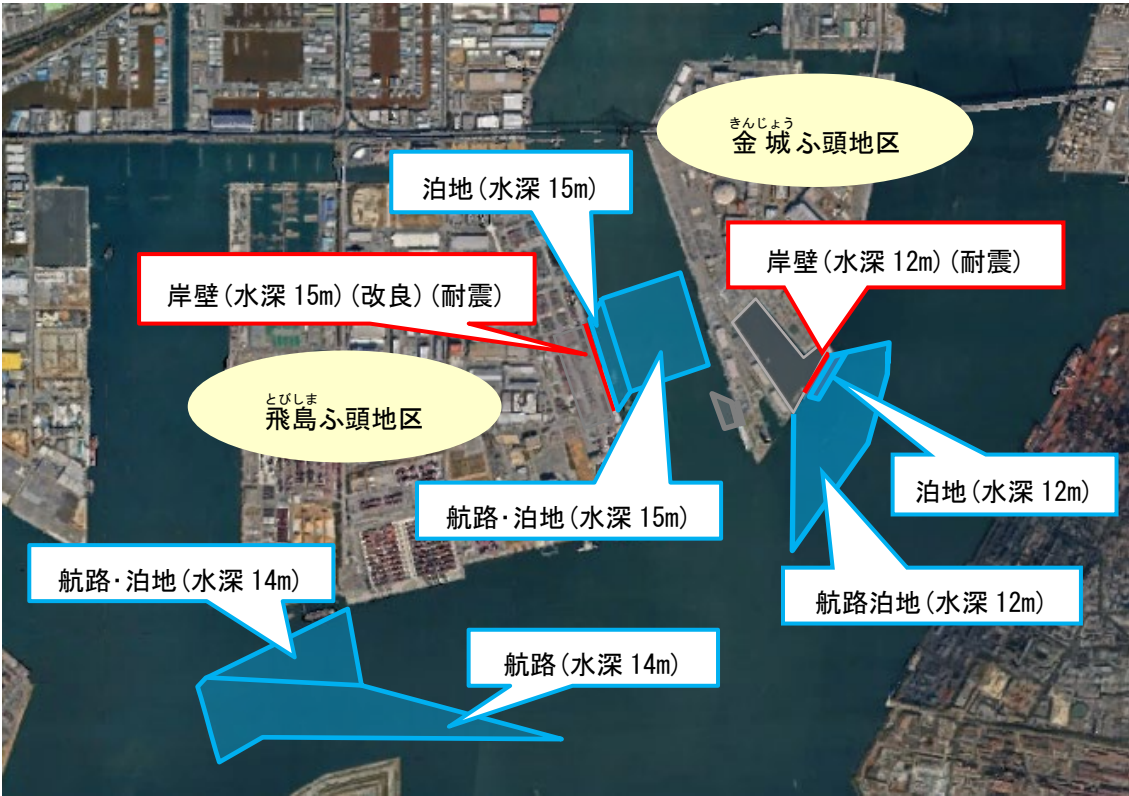 きんじょう
金城ふ頭地区
泊地(水深 15m)
岸壁(水深 12m)(耐震)
岸壁(水深 15m)(改良)(耐震)
とびしま
飛島ふ頭地区
泊地(水深 12m)
航路・泊地(水深 15m)
航路・泊地(水深 14m)
航路泊地(水深 12m)
航路(水深 14m)